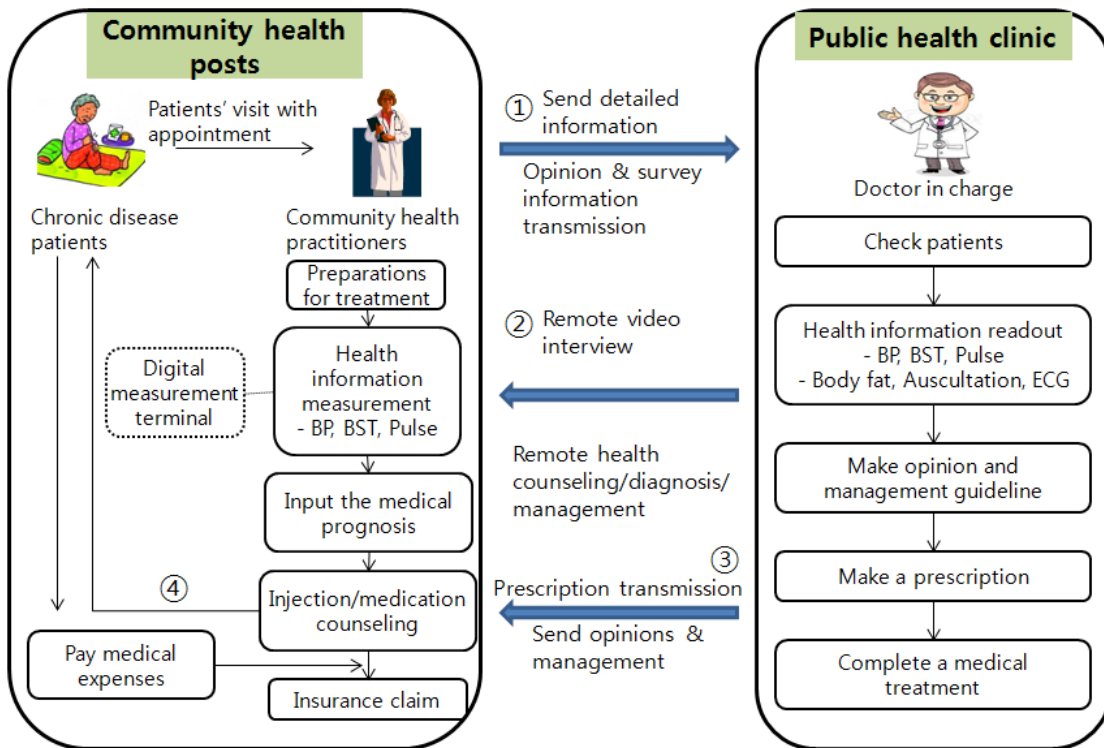 Community health
posts
Patients’ visit with
appointment
Chronic disease
patients
Community health
practitioners
Preparations
for treatment
Digital
measurement
terminal
Health
information
measurement
- BP, BST, Pulse
Input the medical
prognosis
④
Injection/medication
counseling
Pay medical
expenses
Insurance claim
① Send detailed
information
Opinion & survey
information
transmission
② Remote video
interview
Remote health
counseling/diagnosis/
management
③
Prescription transmission
Send opinions &
management
Public health clinic
Doctor in charge
Check patients
Health information readout
- BP, BST, Pulse
- Body fat, Auscultation, ECG
Make opinion and
management guideline
Make a prescription
Complete a medical
treatment